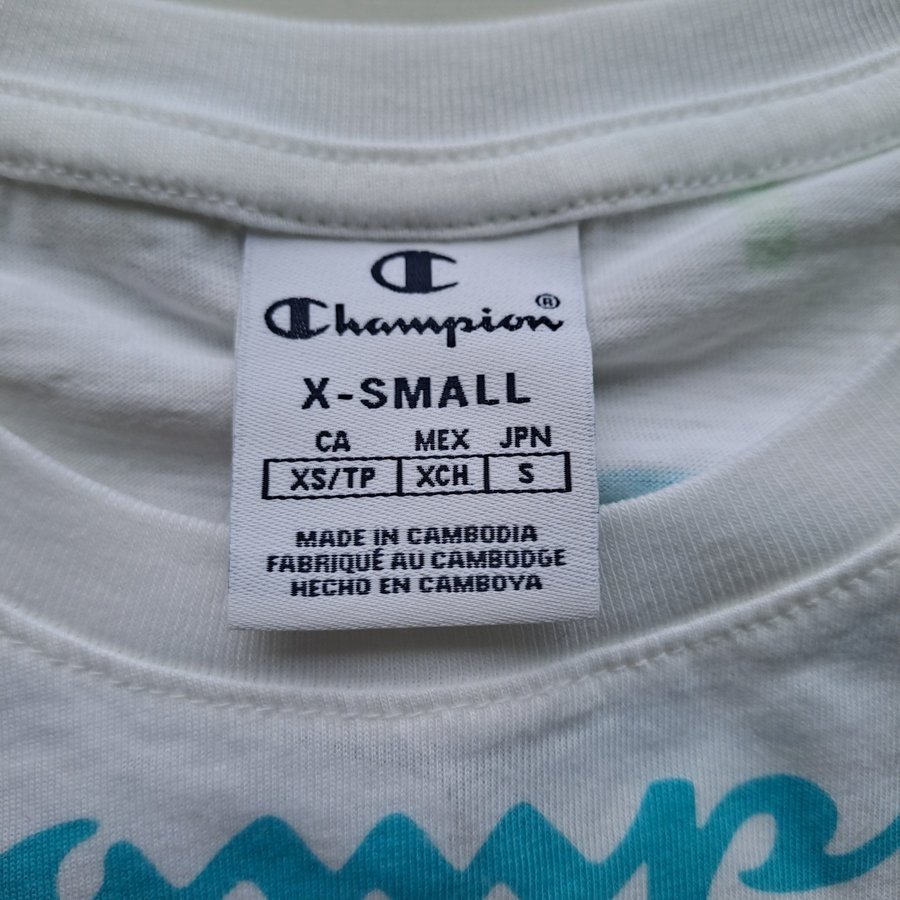 Champion®
X-SMALL
CA MEX JPN
XS/TP XCH S
MADE IN CAMBODIA
FABRIQUÉ AU CAMBODGE
HECHO EN CAMBOYA